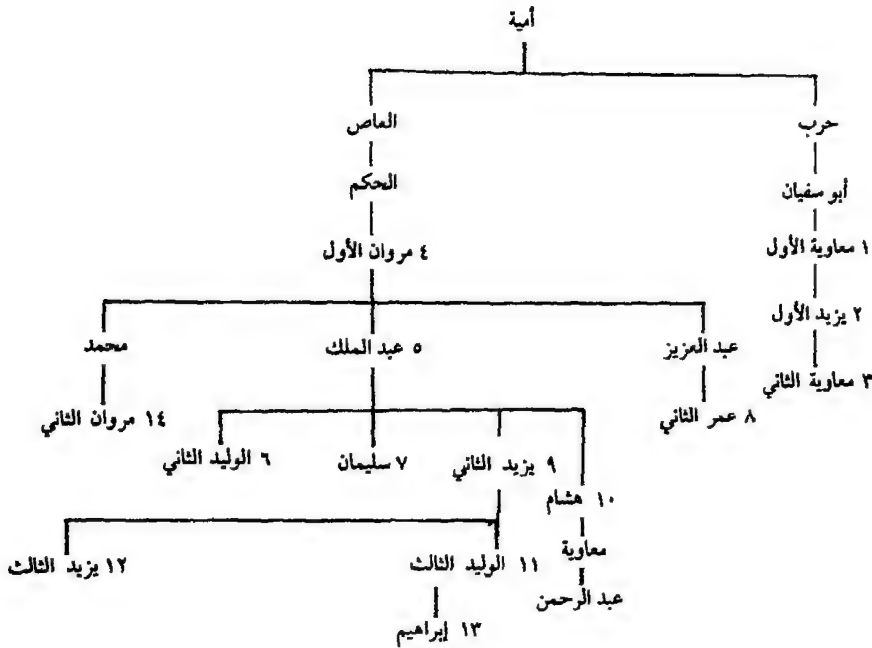 أمية
حرب
العاص
أبو سفيان
الحكم
١ معاوية الأول
٤ مروان الأول
٢ يزيد الأول
عبد العزيز
٥ عبد الملك
محمد
٣ معاوية الثاني
٨ عمر الثاني
١٤ مروان الثاني
٩ يزيد الثاني
٧ سليمان
٦ الوليد الثاني
١٠ هشام
معاوية
١١ الوليد الثالث
١٢ يزيد الثالث
عبد الرحمن
١٣ إبراهيم